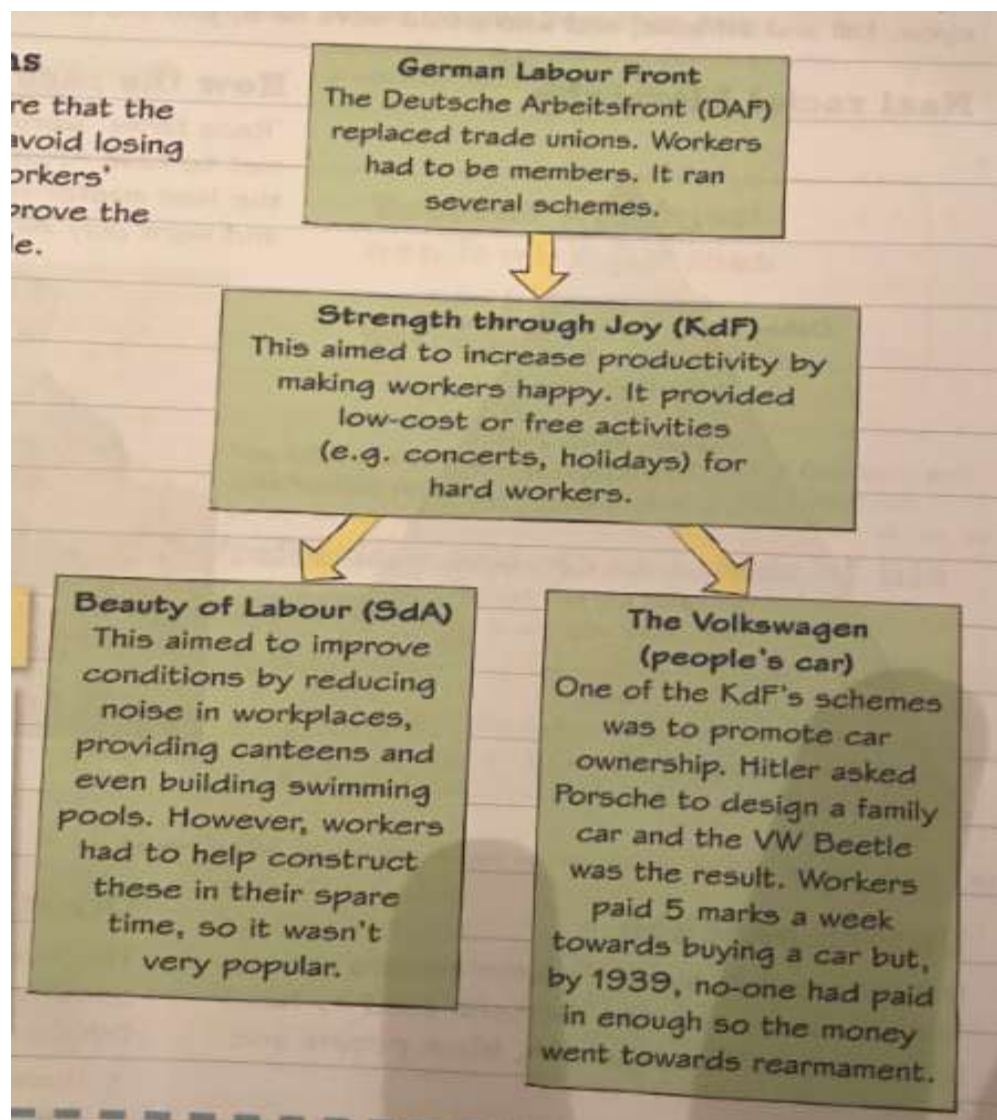 ns
re that the
avoid losing
orkers'
prove the
le.
German Labour Front
The Deutsche Arbeitsfront (DAF)
replaced trade unions. Workers
had to be members. It ran
several schemes.
Strength through Joy (KdF)
This aimed to increase productivity by
making workers happy. It provided
low-cost or free activities
(e.g. concerts, holidays) for
hard workers.
Beauty of Labour (SdA)
This aimed to improve
conditions by reducing
noise in workplaces,
providing canteens and
even building swimming
pools. However, workers
had to help construct
these in their spare
time, so it wasn't
very popular.
The Volkswagen
(people's car)
One of the KdF's schemes
was to promote car
ownership. Hitler asked
Porsche to design a family
car and the VW Beetle
was the result. Workers
paid 5 marks a week
towards buying a car but,
by 1939, no-one had paid
in enough so the money
went towards rearmament.